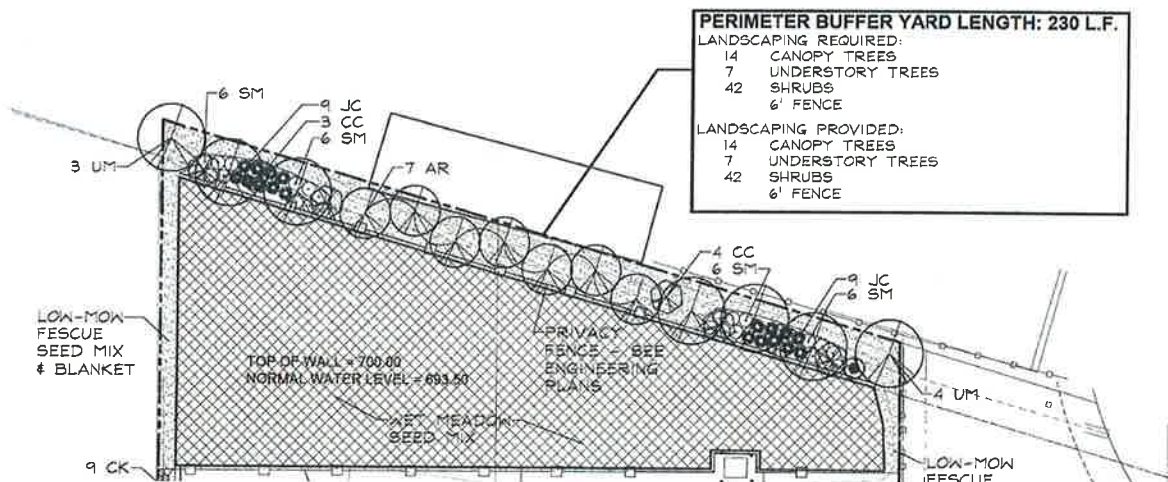 PERIMETER BUFFER YARD LENGTH: 230 L.F.
LANDSCAPING REQUIRED:
14 CANOPY TREES
7 UNDERSTORY TREES
42 SHRUBS
6' FENCE
LANDSCAPING PROVIDED:
14 CANOPY TREES
7 UNDERSTORY TREES
42 SHRUBS
6' FENCE
6 SM
9 JC
3 CC
6 SM
3 UM
7 AR
4 CC
6 SM
9 JC
6 SM
LOW-MOW
FESCUE
SEED MIX
& BLANKET
PRIVACY
FENCE - SEE
ENGINEERING
PLANS
TOP OF WALL = 700.00
NORMAL WATER LEVEL = 693.50
4 UM
WET MEADOW
SEED MIX
9 CK
LOW-MOW
FESCUE